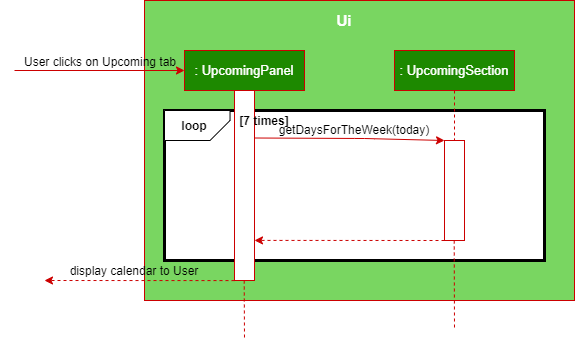 Ui
User clicks on Upcoming tab
: UpcomingPanel
: UpcomingSection
loop
[7 times]
getDaysForTheWeek(today)
display calendar to User